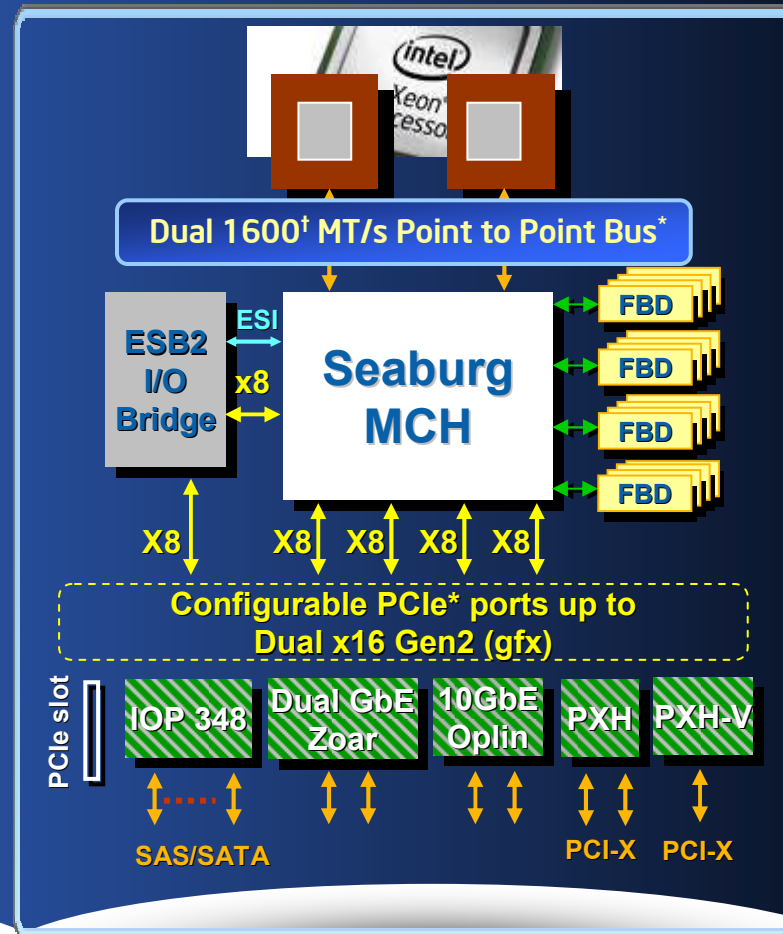 intel
Xeon®
Dual 1600† MT/s Point to Point Bus*
ESB2
I/O
Bridge
ESI
x8
Seaburg
MCH
FBD
FBD
FBD
FBD
X8
X8
X8
X8
X8
Configurable PCIe* ports up to
Dual x16 Gen2 (gfx)
PCIe slot
IOP 348
Dual GbE
Zoar
10GbE
Oplin
PXH
PXH-V
SAS/SATA
PCI-X
PCI-X